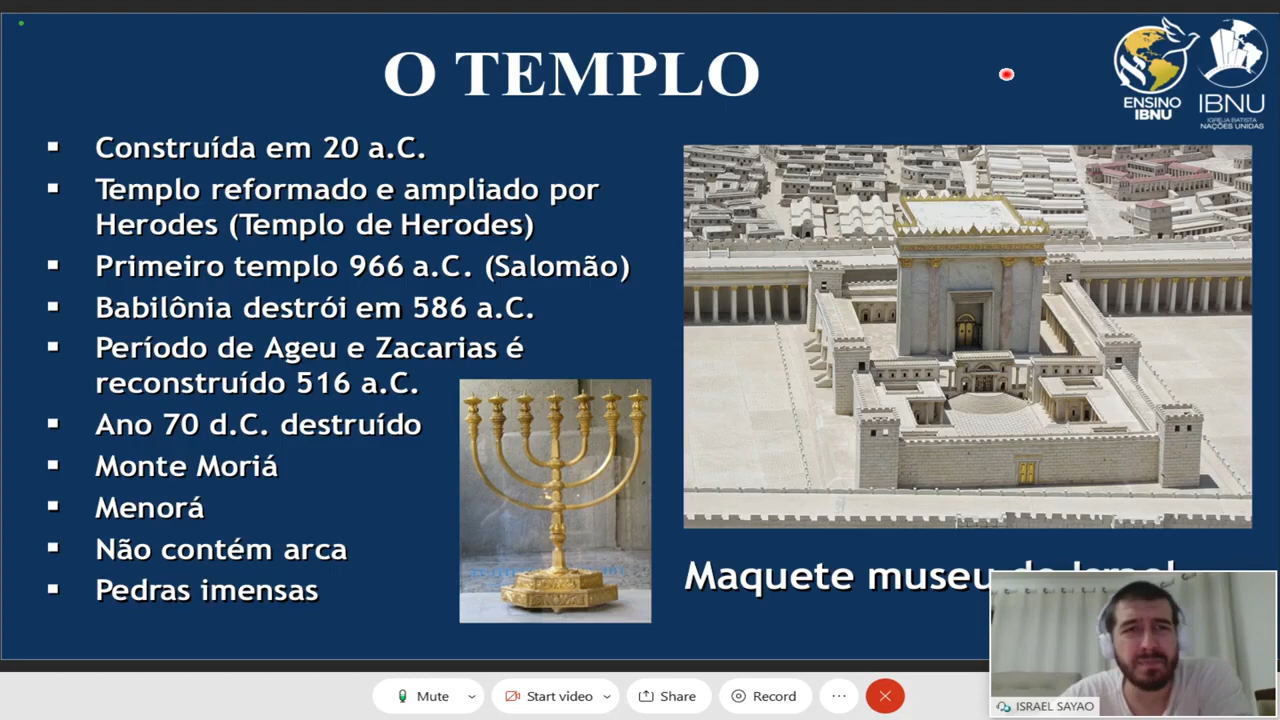 O TEMPLO
ENSINO
IBNU
IBNU
IGREJA BATISTA
NAÇÕES UNIDAS
Construída em 20 a.C.
Templo reformado e ampliado por
Herodes (Templo de Herodes)
Primeiro templo 966 a.C. (Salomão)
Babilônia destrói em 586 a.C.
Período de Ageu e Zacarias é
reconstruído 516 a.C.
Ano 70 d.C. destruído
Monte Moriá
Menorá
Não contém arca
Pedras imensas
Maquete museu de Israel
ISRAEL SAYAO
Mute
Start video
Share
Record